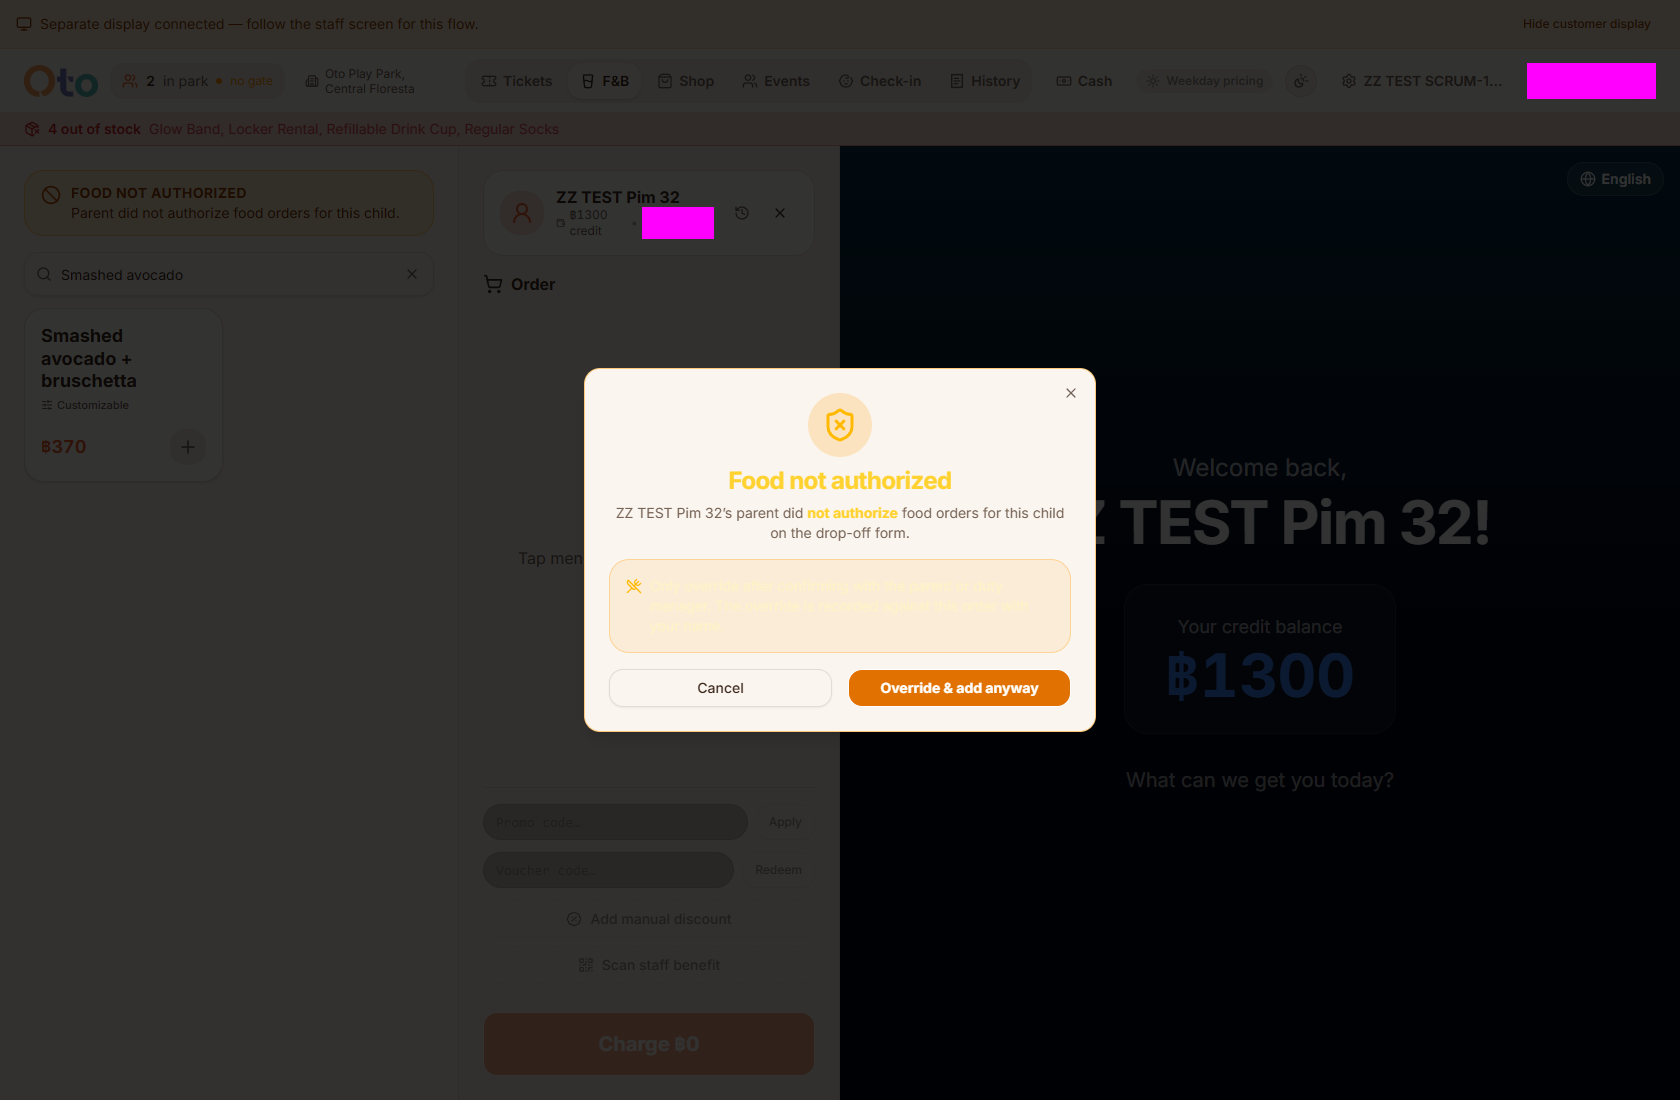 Separate display connected — follow the staff screen for this flow.
Hide customer display
Oto
2 in park • no gate
Oto Play Park,
Central Floresta
Tickets
F&B
Shop
Events
Check-in
History
Cash
Weekday pricing
ZZ TEST SCRUM-1...
4 out of stock Glow Band, Locker Rental, Refillable Drink Cup, Regular Socks
FOOD NOT AUTHORIZED
Parent did not authorize food orders for this child.
Smashed avocado
Smashed
avocado +
bruschetta
Customizable
฿370
ZZ TEST Pim 32
฿1300
credit
Order
Tap men
Promo code…
Apply
Voucher code…
Redeem
Add manual discount
Scan staff benefit
Charge ฿0
Food not authorized
ZZ TEST Pim 32's parent did not authorize food orders for this child
on the drop-off form.
Cancel
Override & add anyway
English
Welcome back,
TEST Pim 32!
Your credit balance
฿1300
What can we get you today?